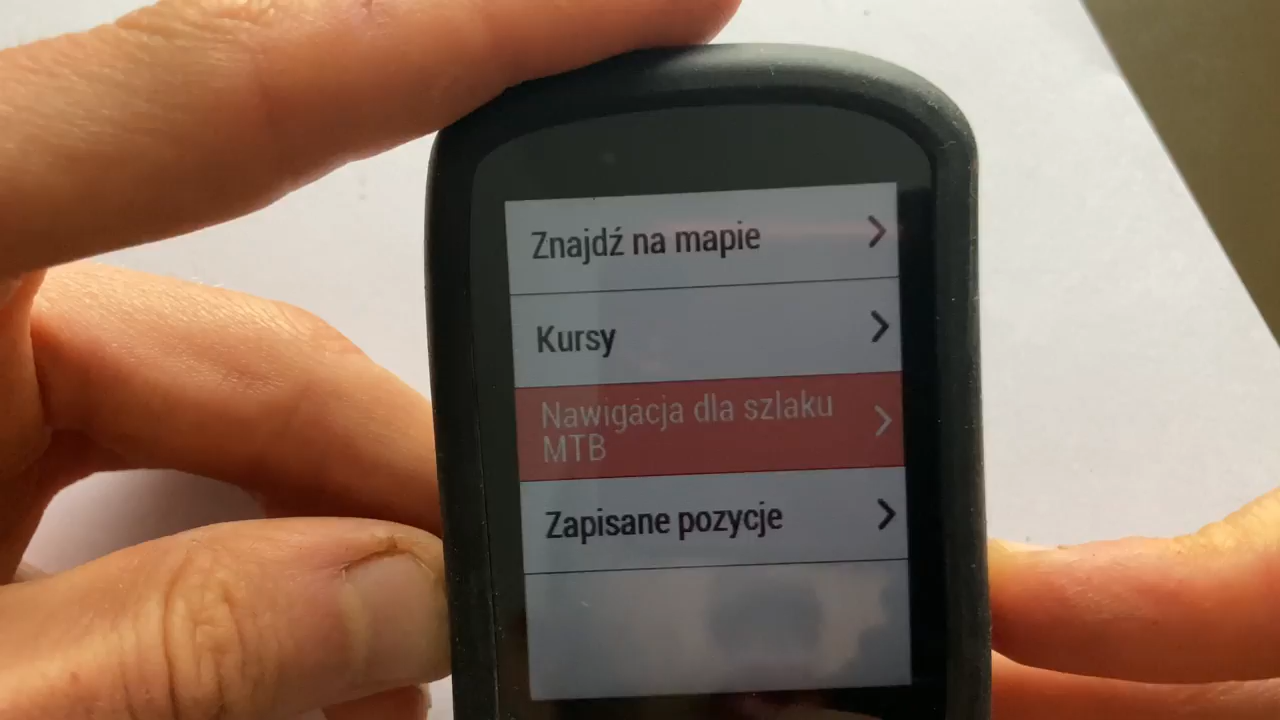 Znajdź na mapie
Kursy
Nawigacja dla szlaku
MTB
Zapisane pozycje